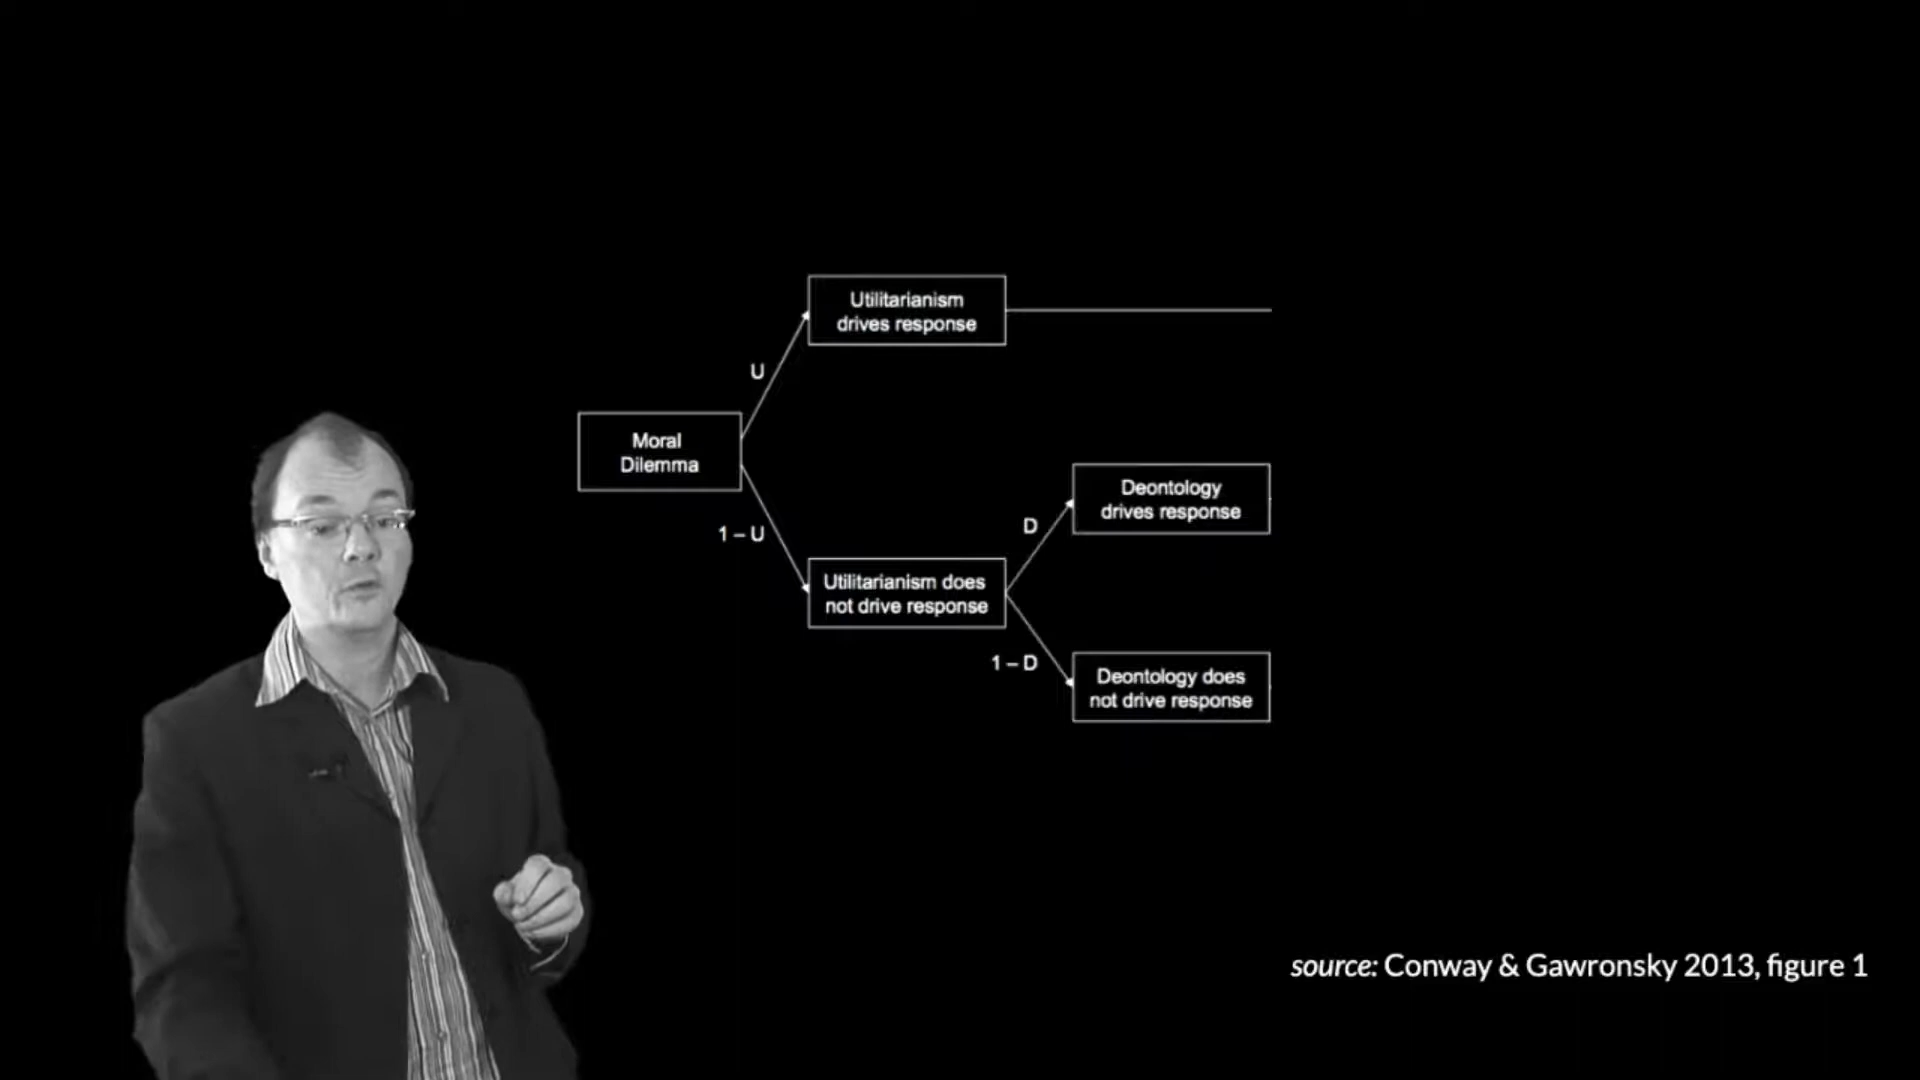 Utilitarianism
drives response
U
Moral
Dilemma
1 – U
Utilitarianism does
not drive response
D
Deontology
drives response
1 – D
Deontology does
not drive response
source: Conway & Gawronsky 2013, figure 1